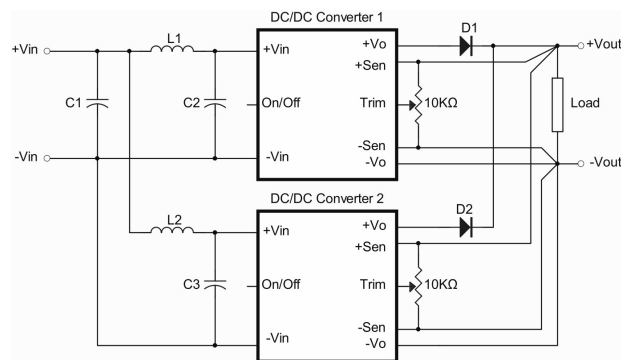 DC/DC Converter 1
D1
+Vin
L1
+Vin
+Vo
+Vout
+Sen
C1
C2
On/Off
Trim
10KΩ
Load
-Vin
-Vin
-Sen
-Vo
-Vout
DC/DC Converter 2
D2
L2
+Vin
+Vo
+Sen
C3
On/Off
Trim
10KΩ
-Vin
-Sen
-Vo